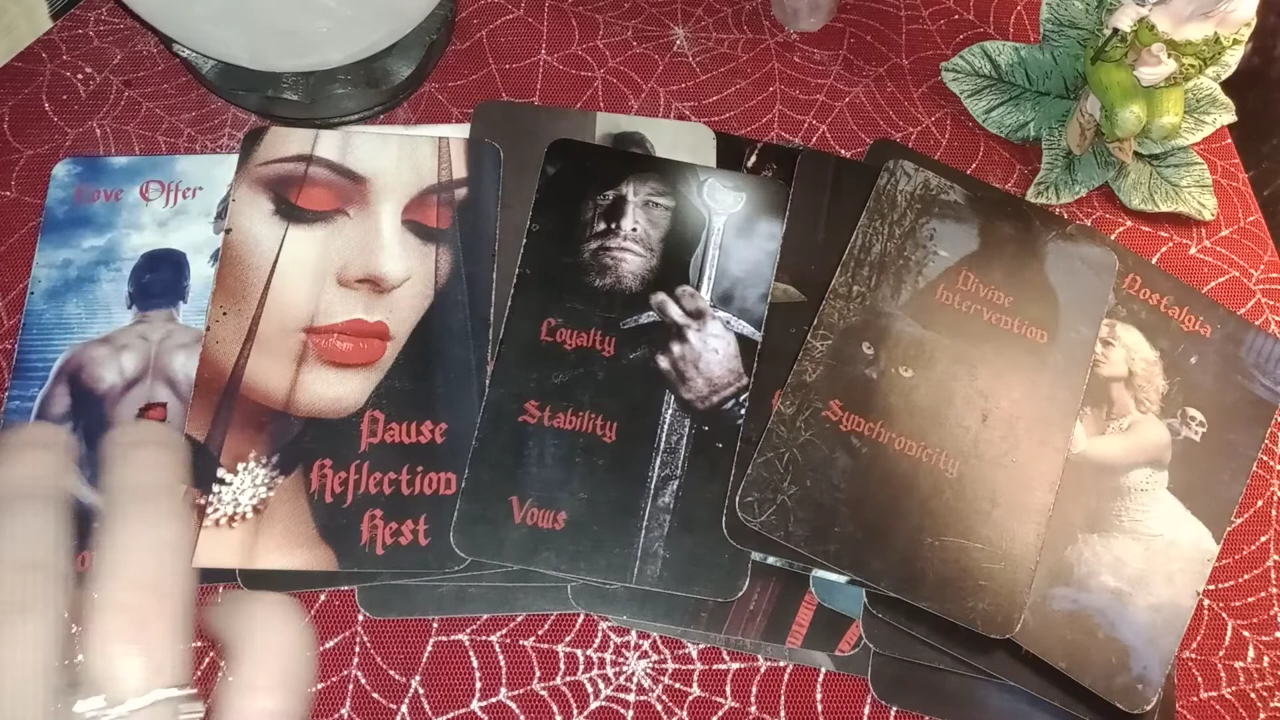 Love Offer
Pause
Reflection
Rest
Loyalty
Stability
Vows
Divine
Intervention
Synchronicity
Nostalgia